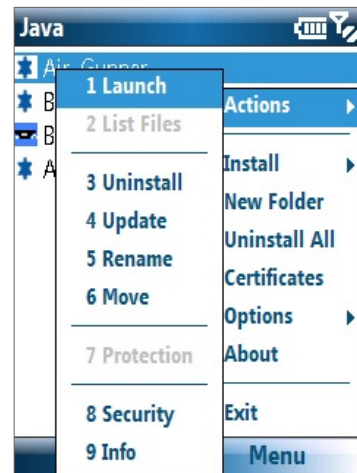 Java
Air Gunner
B
B
A
1 Launch
2 List Files
3 Uninstall
4 Update
5 Rename
6 Move
7 Protection
8 Security
9 Info
Actions
Install
New Folder
Uninstall All
Certificates
Options
About
Exit
Menu